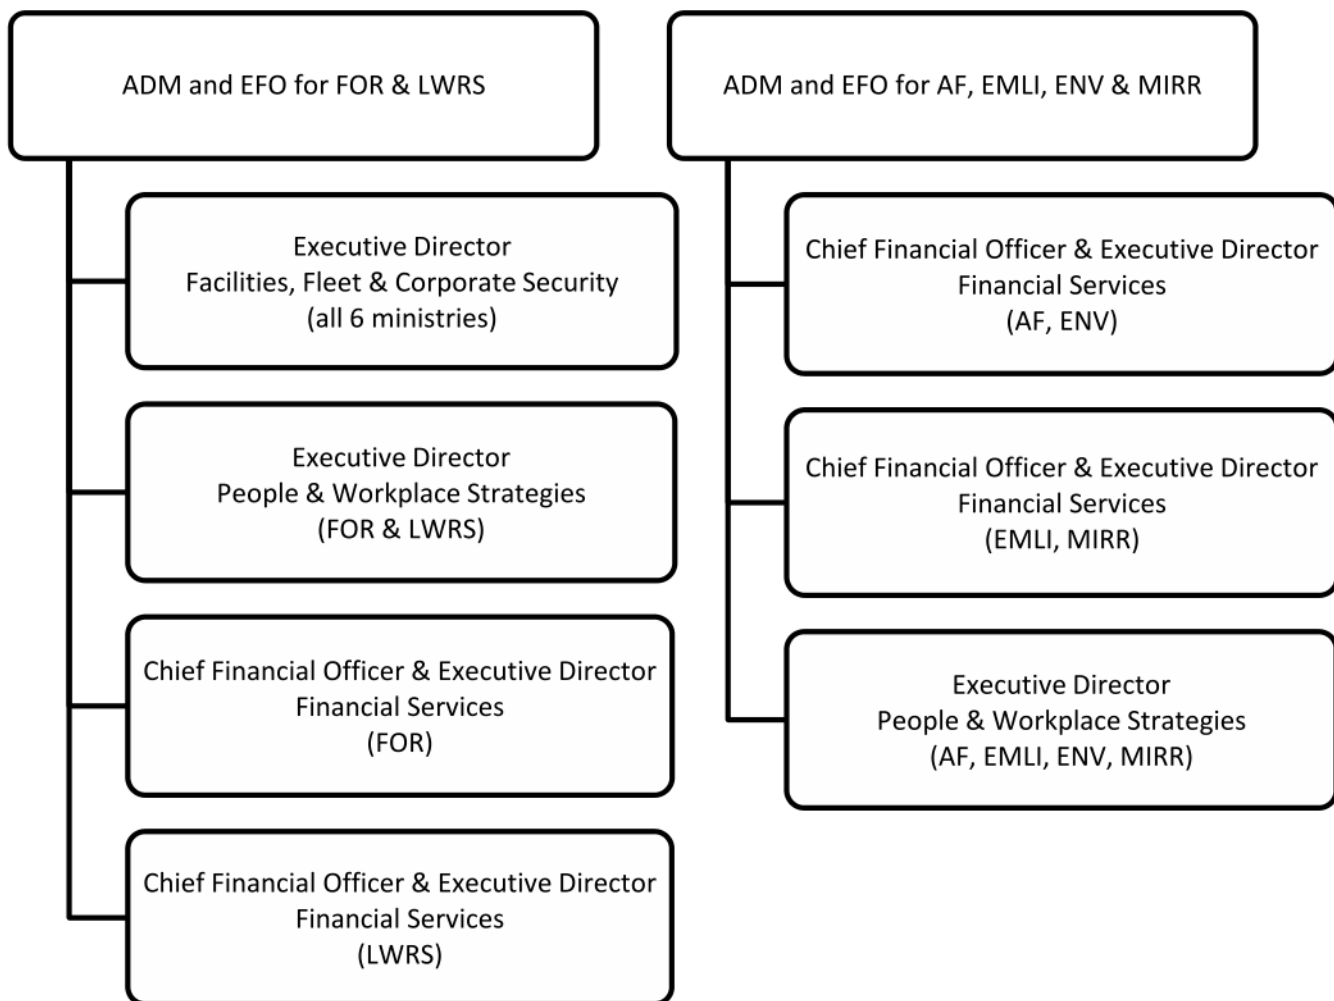 ADM and EFO for FOR & LWRS
Executive Director
Facilities, Fleet & Corporate Security
(all 6 ministries)
Executive Director
People & Workplace Strategies
(FOR & LWRS)
Chief Financial Officer & Executive Director
Financial Services
(FOR)
Chief Financial Officer & Executive Director
Financial Services
(LWRS)
ADM and EFO for AF, EMLI, ENV & MIRR
Chief Financial Officer & Executive Director
Financial Services
(AF, ENV)
Chief Financial Officer & Executive Director
Financial Services
(EMLI, MIRR)
Executive Director
People & Workplace Strategies
(AF, EMLI, ENV, MIRR)